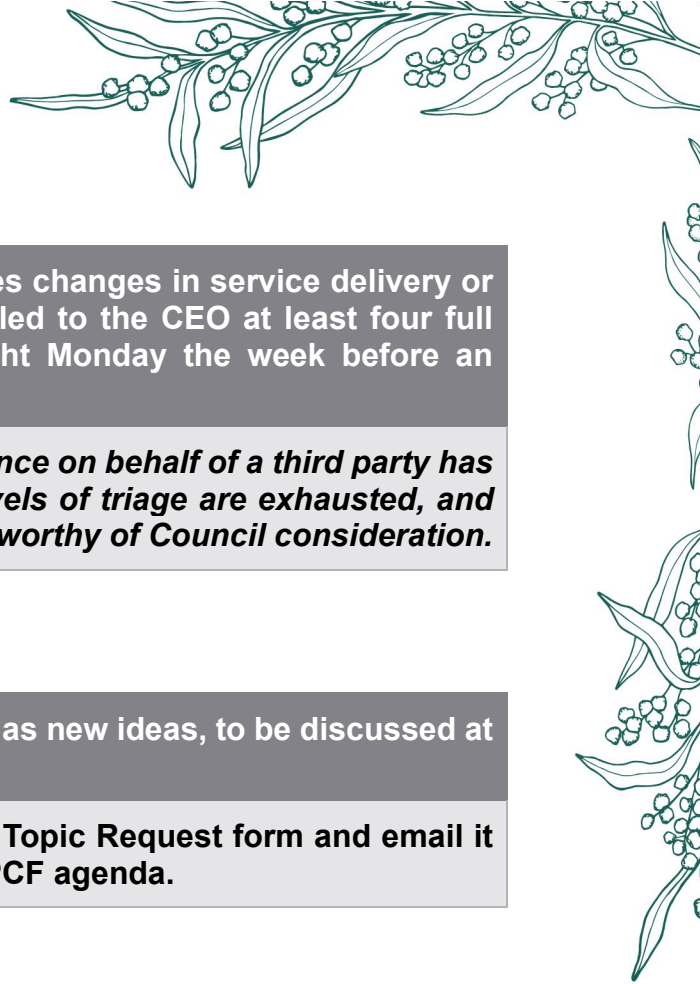 es changes in service delivery or
led to the CEO at least four full
ht Monday the week before an
nce on behalf of a third party has
vels of triage are exhausted, and
worthy of Council consideration.
as new ideas, to be discussed at
Topic Request form and email it
CF agenda.